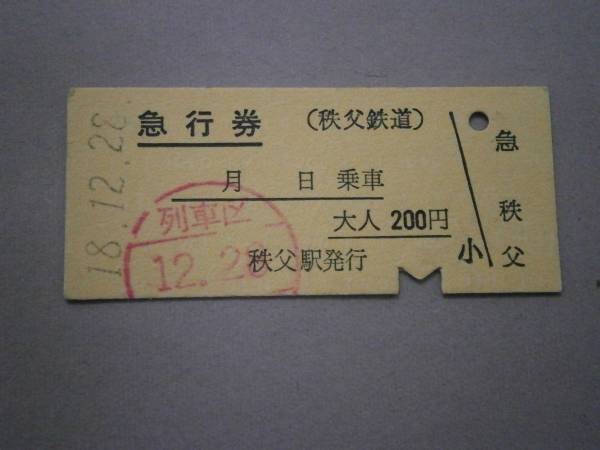 18.12.28.
急行券
(秩父鉄道)
月 日 乗車
大人 200円
秩父駅発行
小
急秩父
列車区
12.28